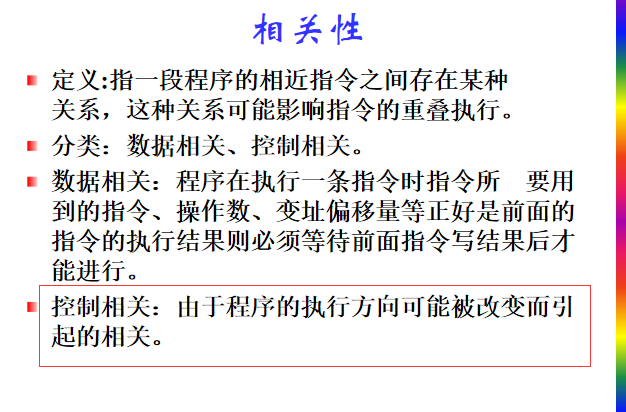 相关性
定义:指一段程序的相近指令之间存在某种
关系，这种关系可能影响指令的重叠执行。
分类：数据相关、控制相关。
数据相关：程序在执行一条指令时指令所　要用
到的指令、操作数、变址偏移量等正好是前面的
指令的执行结果则必须等待前面指令写结果后才
能进行。
控制相关：由于程序的执行方向可能被改变而引
起的相关。